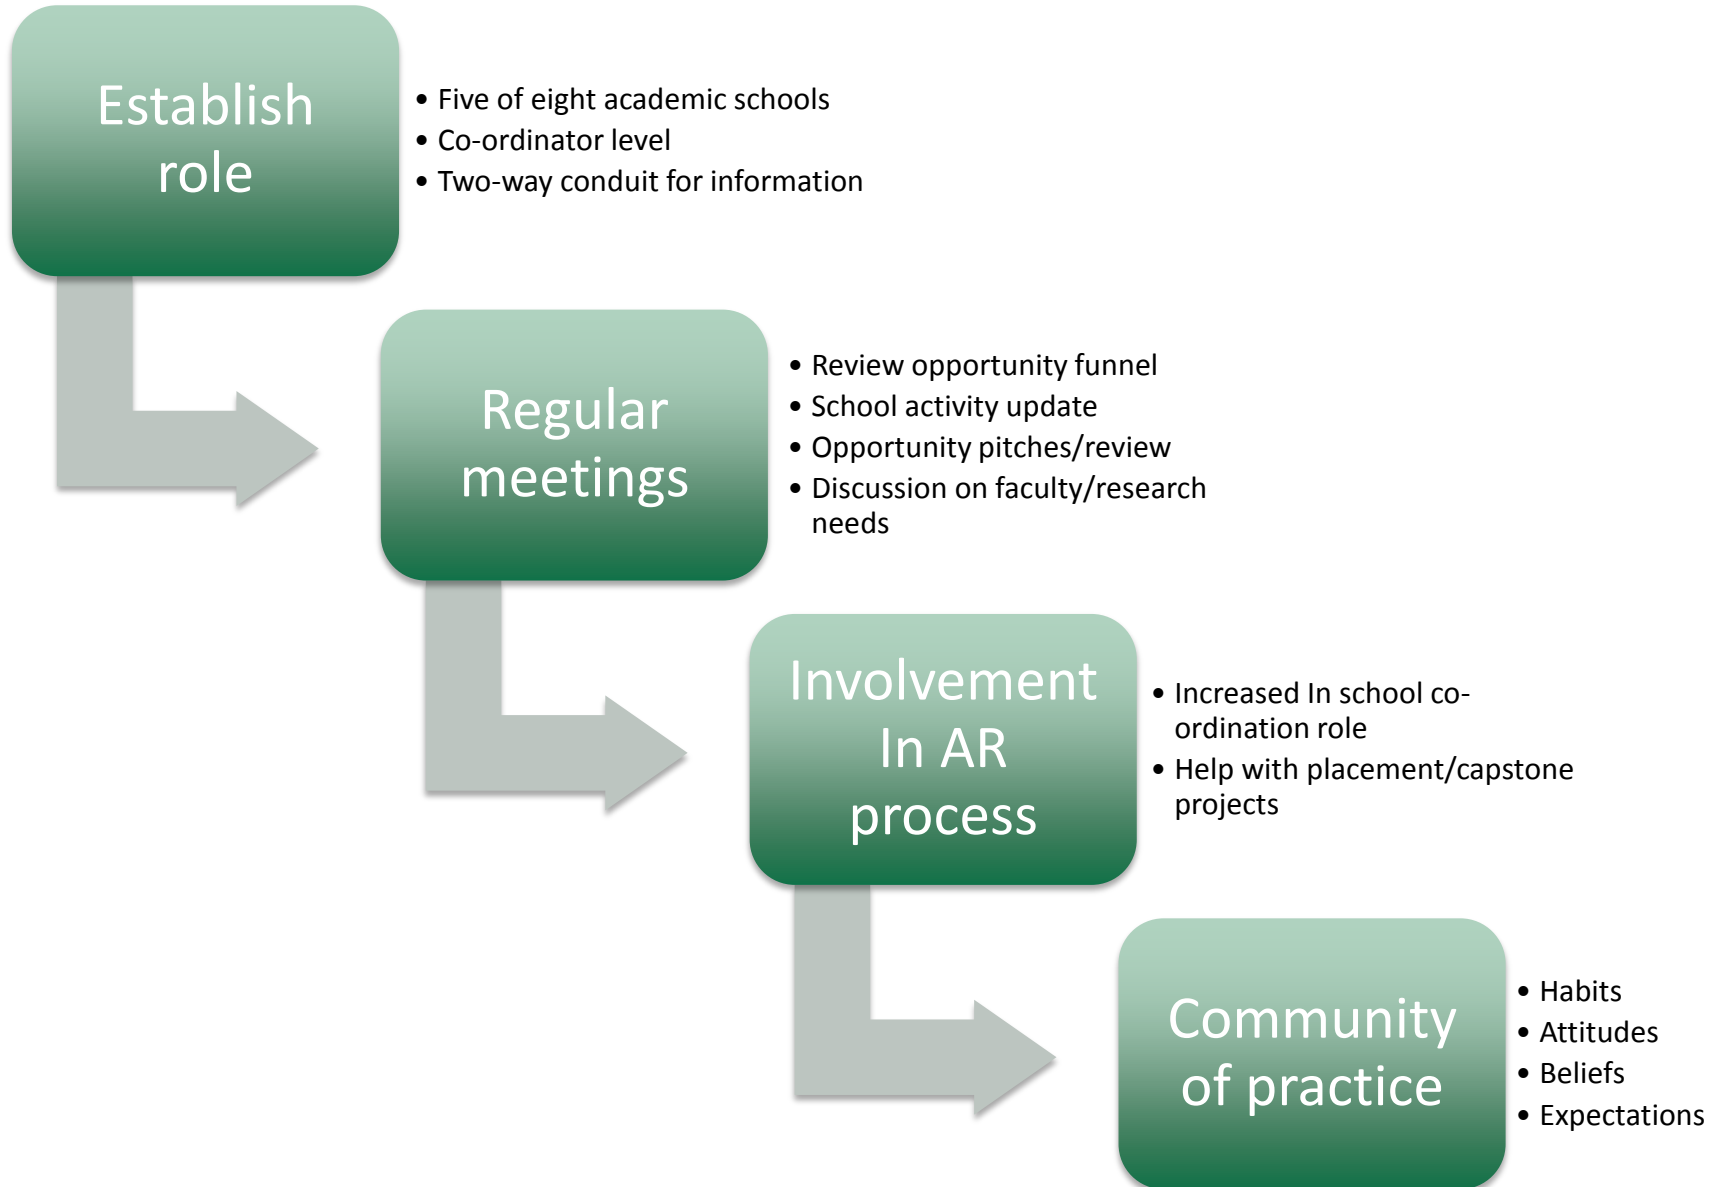 Establish
role
• Five of eight academic schools
• Co-ordinator level
• Two-way conduit for information
Regular
meetings
• Review opportunity funnel
• School activity update
• Opportunity pitches/review
• Discussion on faculty/research
needs
Involvement
In AR
process
• Increased In school co-
ordination role
• Help with placement/capstone
projects
Community
of practice
• Habits
• Attitudes
• Beliefs
• Expectations